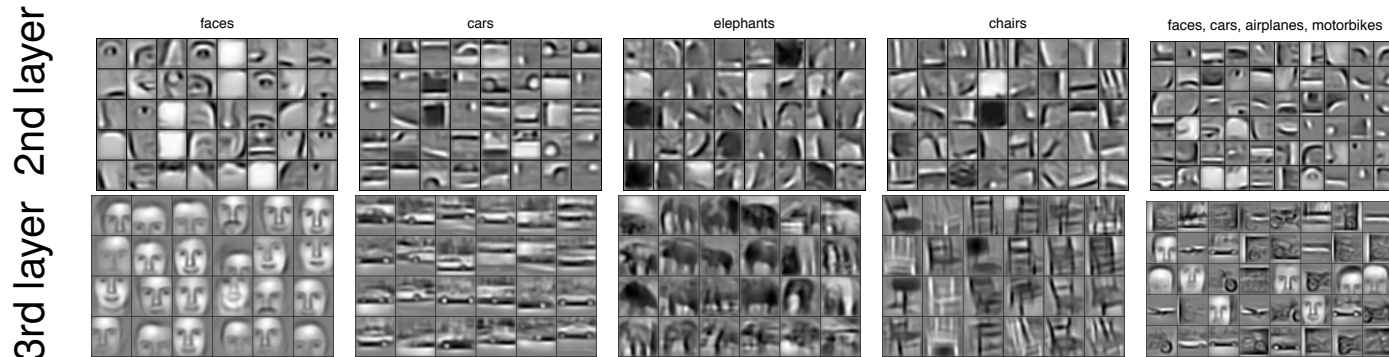 faces
cars
elephants
chairs
faces, cars, airplanes, motorbikes
2nd layer
3rd layer